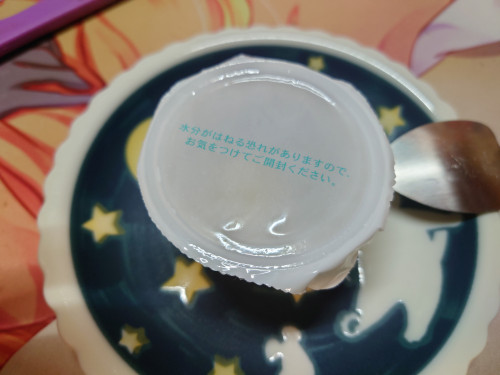 水分がはねる恐れがありますので、
お気をつけてご開封ください。